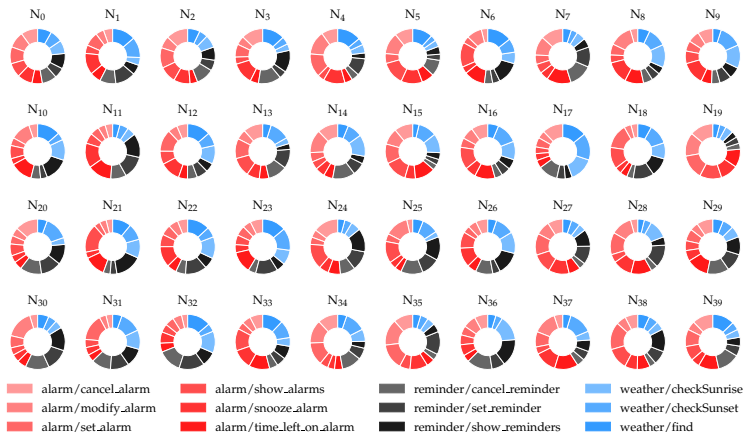 N0 N1 N2 N3 N4 N5 N6 N7 N8 N9
N10 N11 N12 N13 N14 N15 N16 N17 N18 N19
N20 N21 N22 N23 N24 N25 N26 N27 N28 N29
N30 N31 N32 N33 N34 N35 N36 N37 N38 N39
alarm/cancel_alarm alarm/show_alarms reminder/cancel_reminder weather/checkSunrise
alarm/modify_alarm alarm/snooze_alarm reminder/set_reminder weather/checkSunset
alarm/set_alarm alarm/time_left_on_alarm reminder/show_reminders weather/find